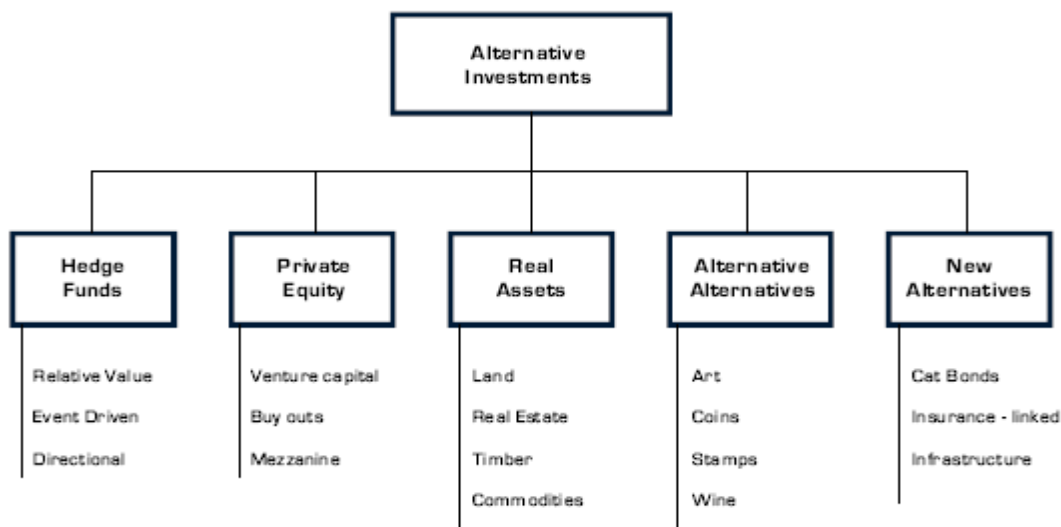 Alternative
Investments
Hedge
Funds
Private
Equity
Real
Assets
Alternative
Alternatives
New
Alternatives
Relative Value
Event Driven
Directional
Venture capital
Buy outs
Mezzanine
Land
Real Estate
Timber
Commodities
Art
Coins
Stamps
Wine
Cat Bonds
Insurance - linked
Infrastructure